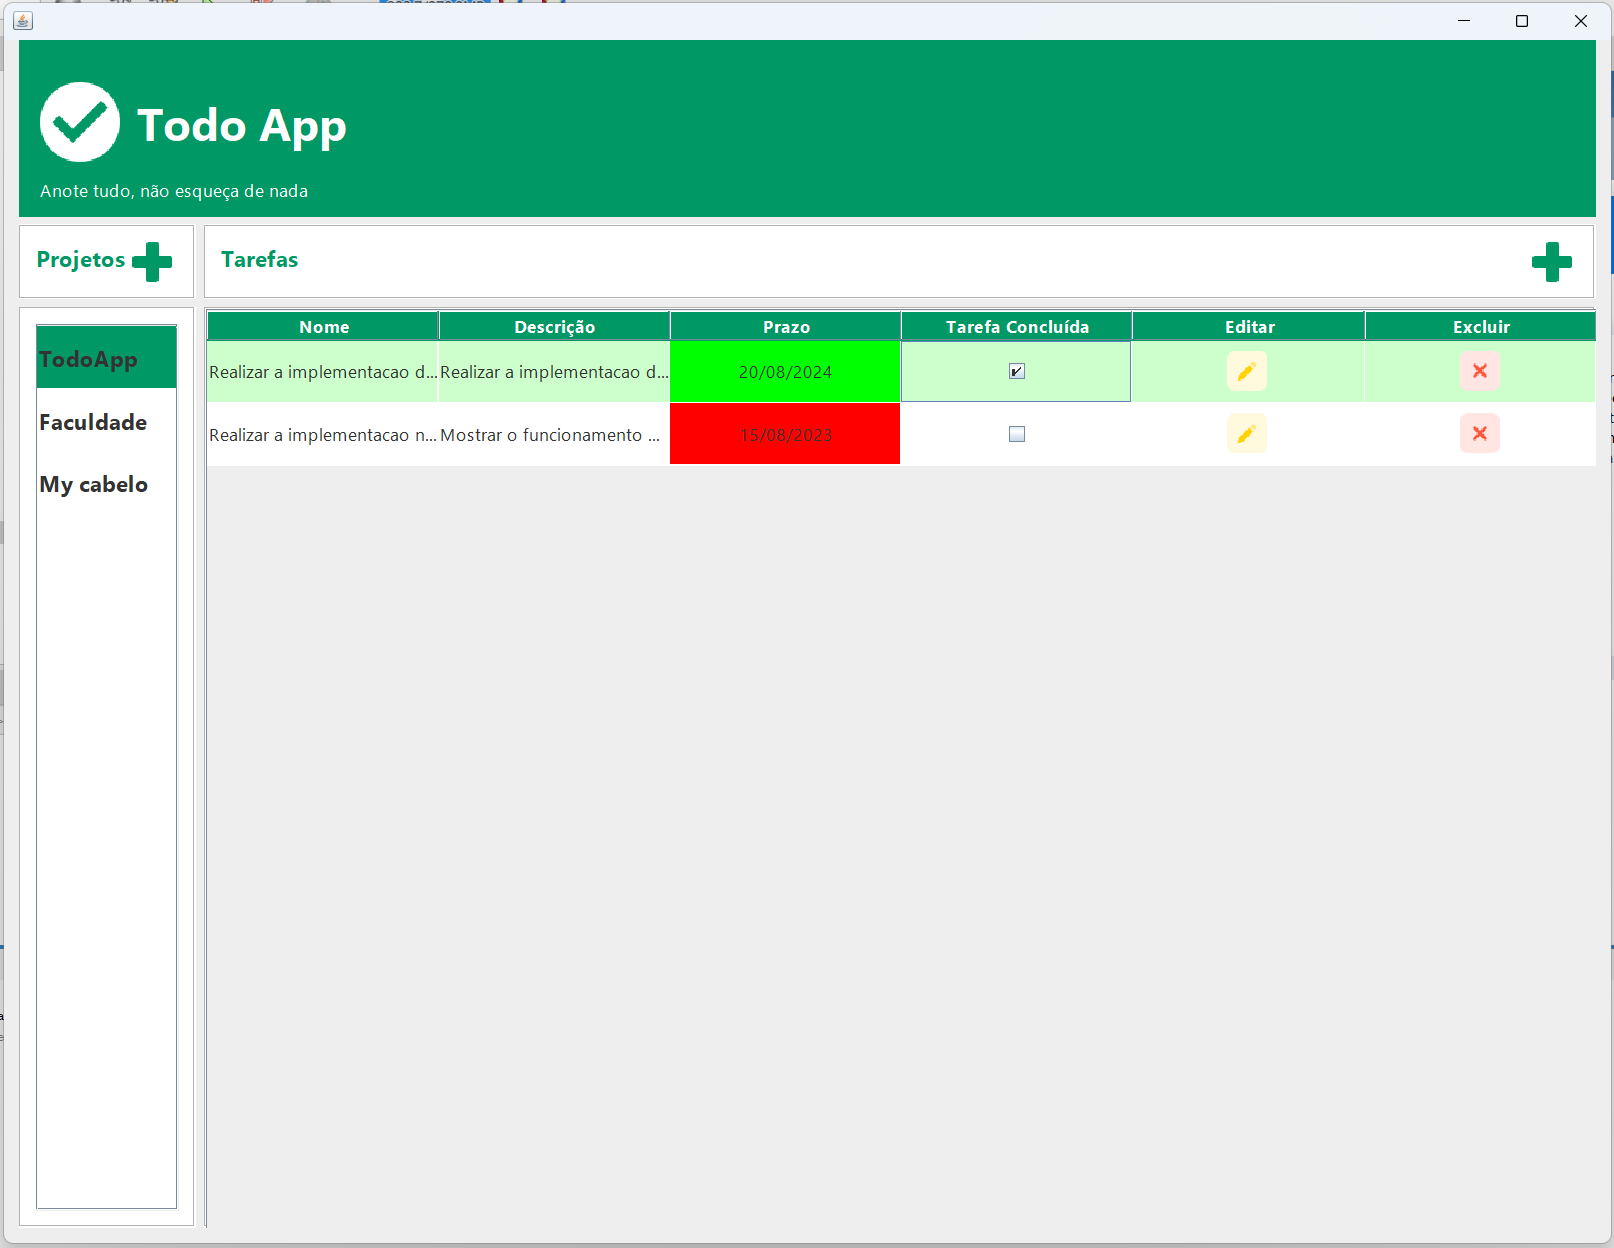 Todo App
Anote tudo, não esqueça de nada
Projetos
Tarefas
TodoApp
Faculdade
My cabelo
Nome Descrição Prazo Tarefa Concluída Editar Excluir
Realizar a implementacao d... Realizar a implementacao d... 20/08/2024
Realizar a implementacao n... Mostrar o funcionamento ... 15/08/2023